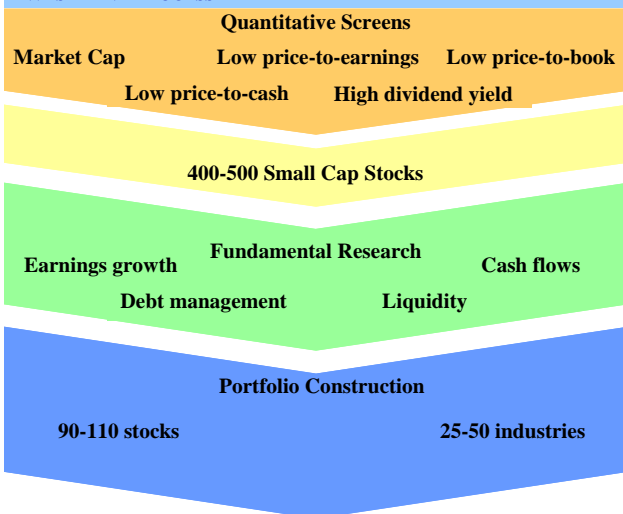 Quantitative Screens
Market Cap Low price-to-earnings Low price-to-book
Low price-to-cash High dividend yield
400-500 Small Cap Stocks
Fundamental Research
Earnings growth Cash flows
Debt management Liquidity
Portfolio Construction
90-110 stocks 25-50 industries